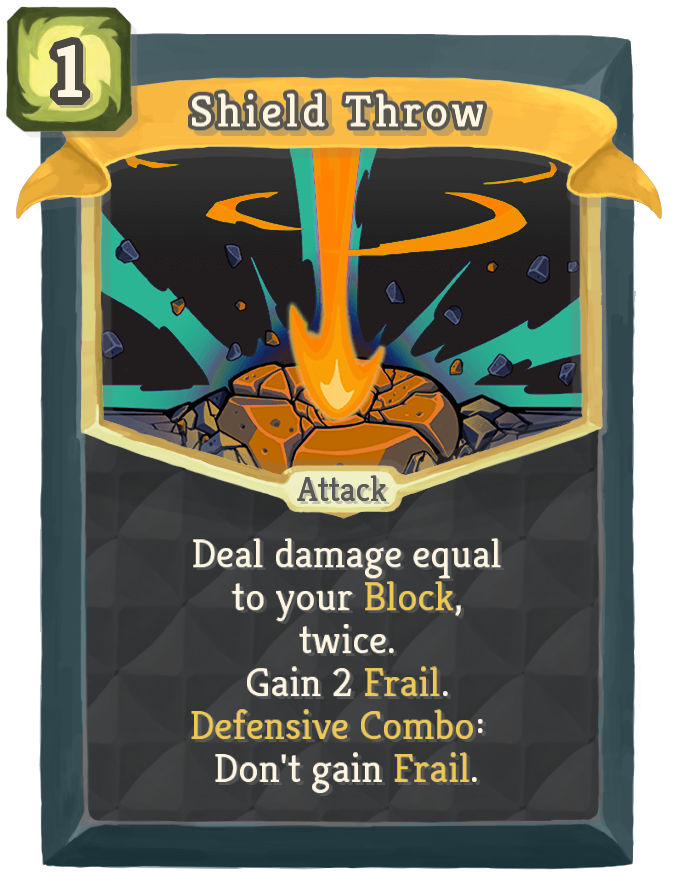 1
Shield Throw
Attack
Deal damage equal
to your Block,
twice.
Gain 2 Frail.
Defensive Combo:
Don't gain Frail.